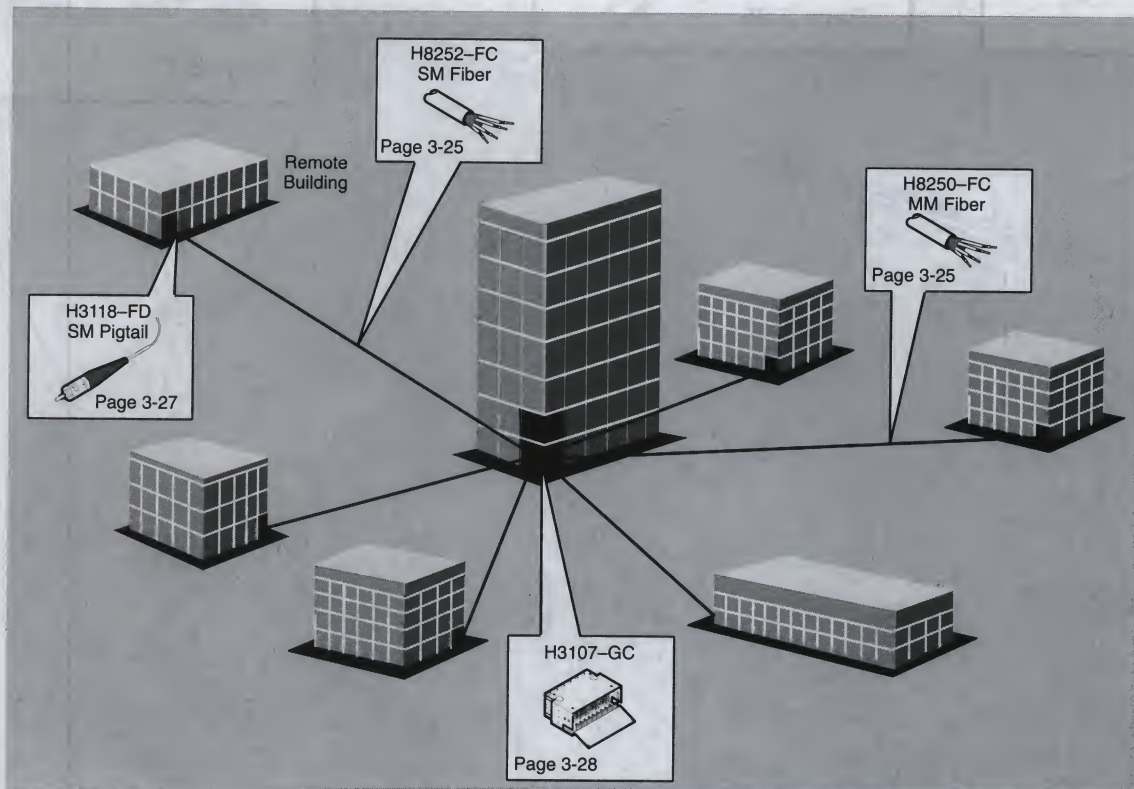 H8252–FC
SM Fiber
Page 3-25
Remote
Building
H8250–FC
MM Fiber
Page 3-25
H3118–FD
SM Pigtail
Page 3-27
H3107–GC
Page 3-28